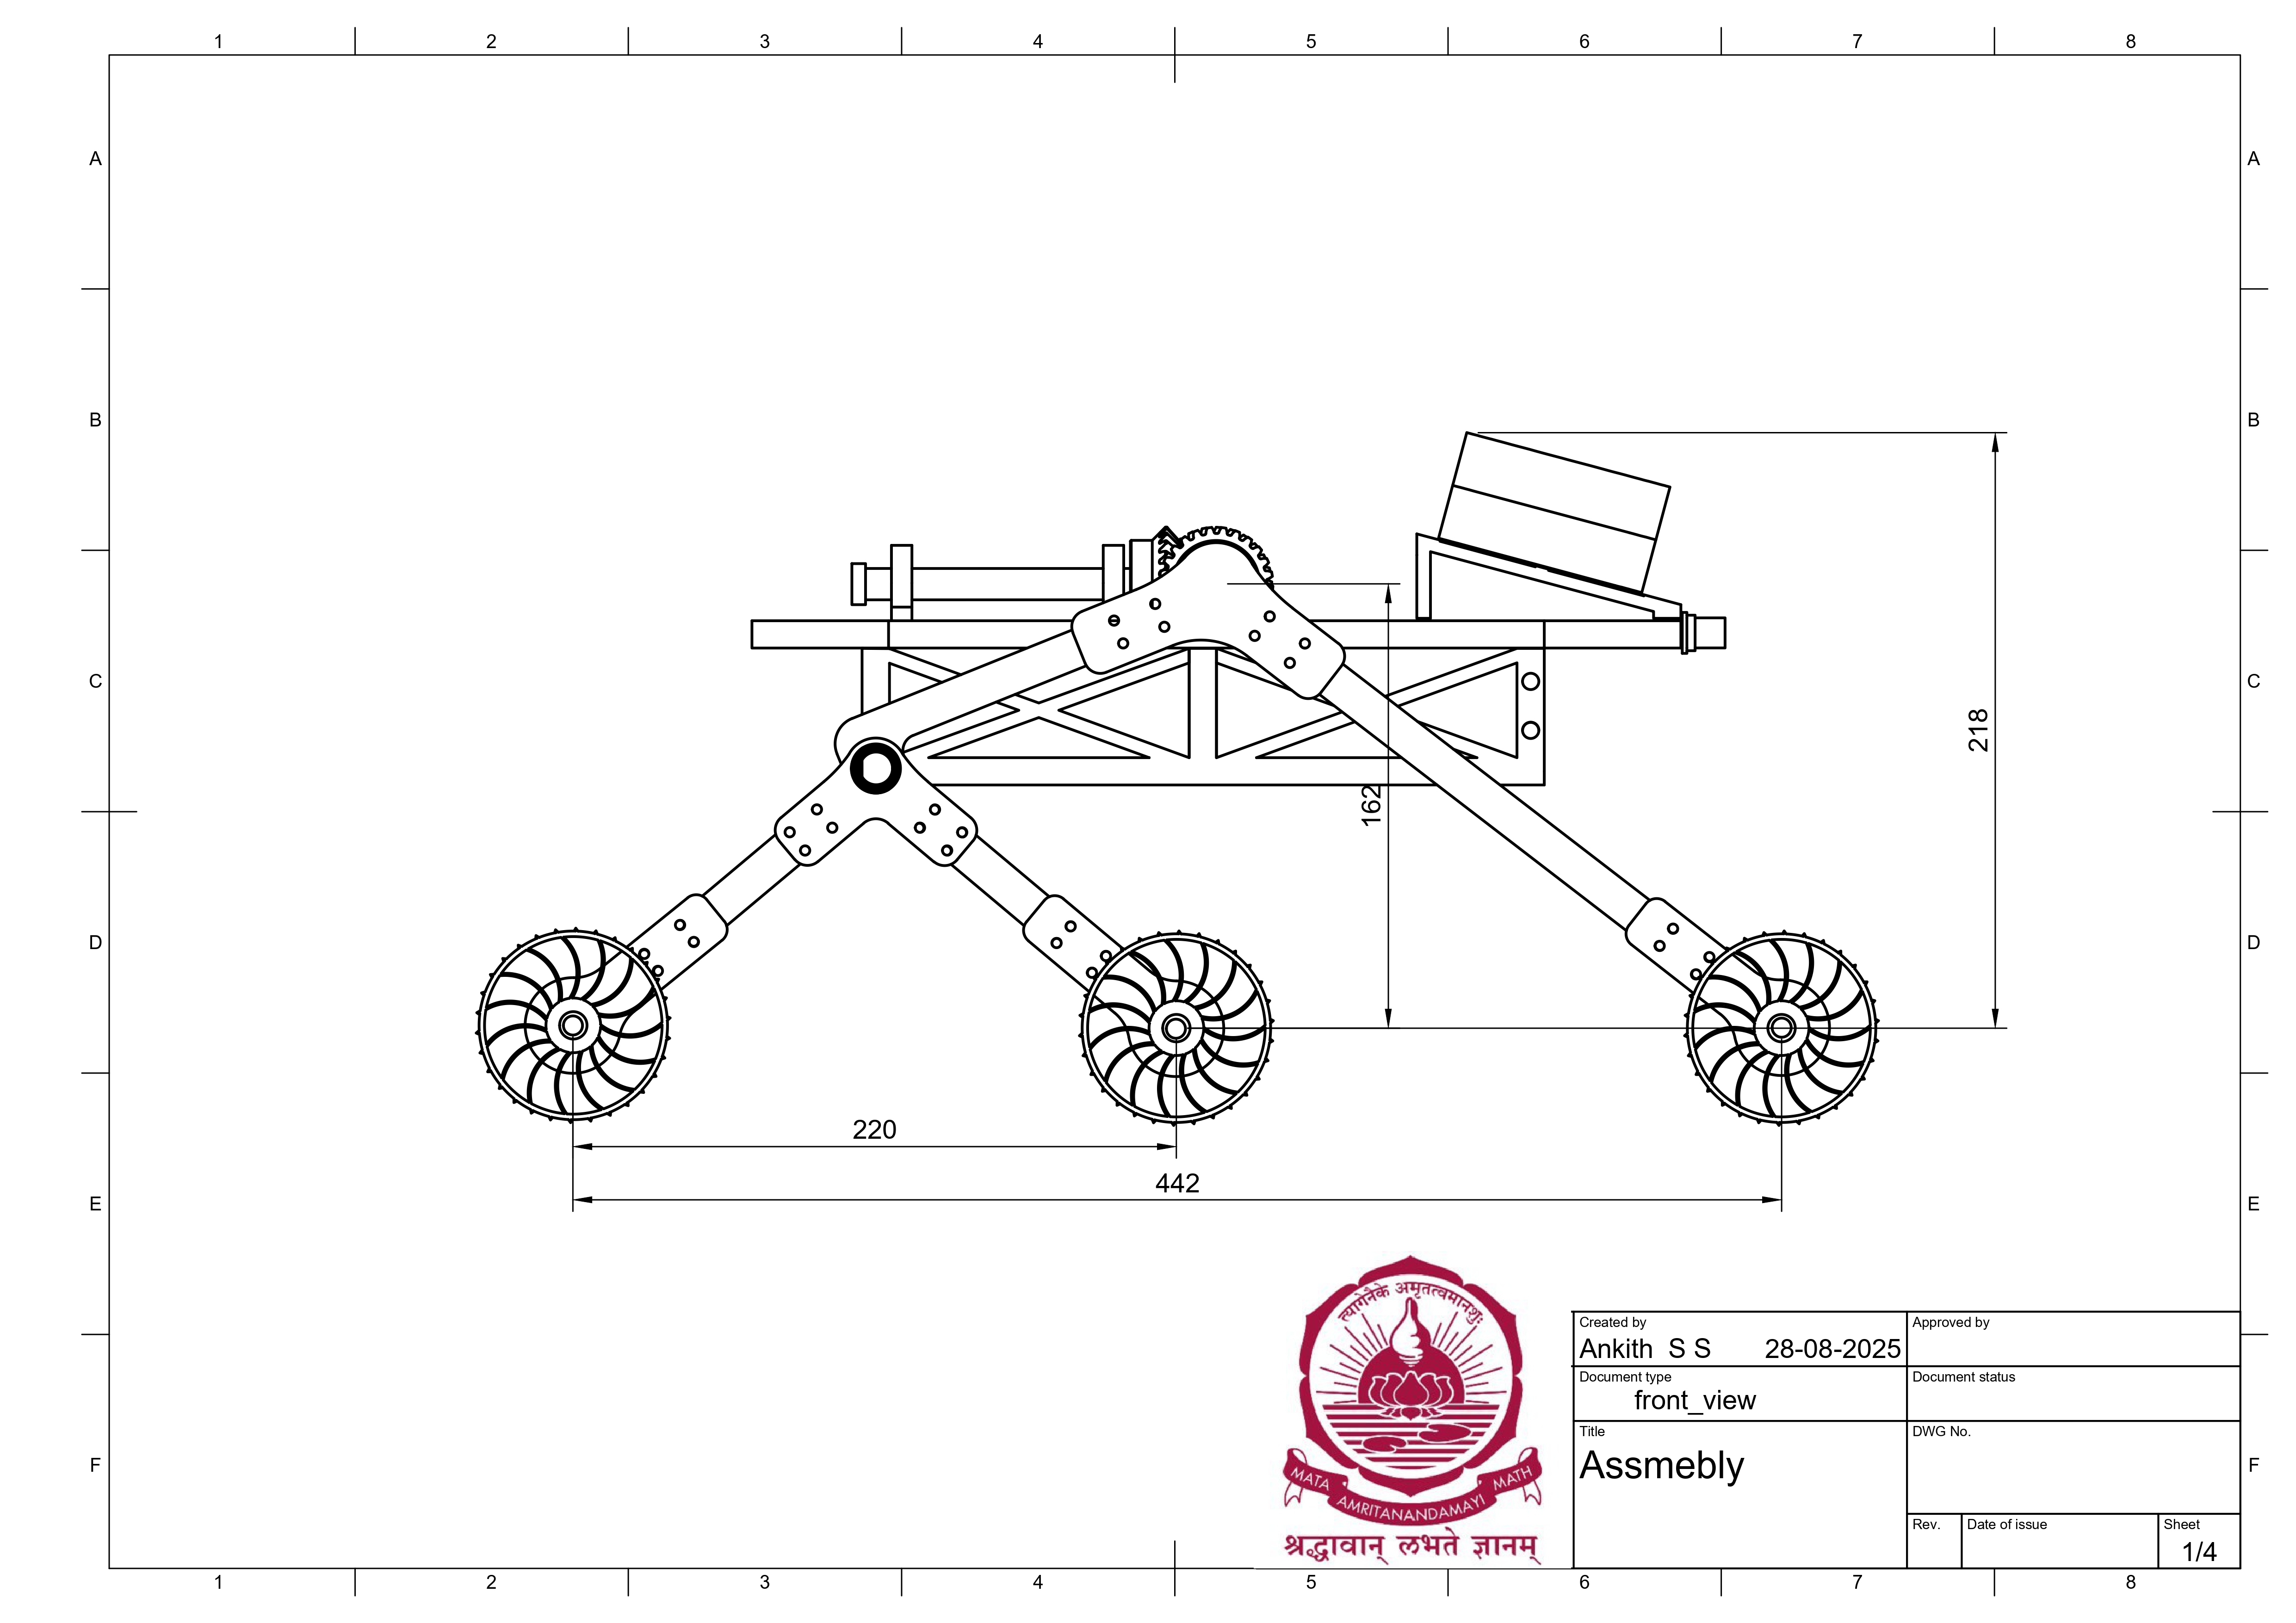 1 2 3 4 5 6 7 8
A A
B B
218
C C
162
D D
220
442
E E
त्यागेनैके अमृतत्वमानशुः
Created by Approved by
Ankith S S 28-08-2025
Document type Document status
front_view
Title DWG No.
Assmebly
F F
MATA AMRITANANDAMAYI MATH
Rev. Date of issue Sheet
1/4
श्रद्धावान् लभते ज्ञानम्
1 2 3 4 5 6 7 8